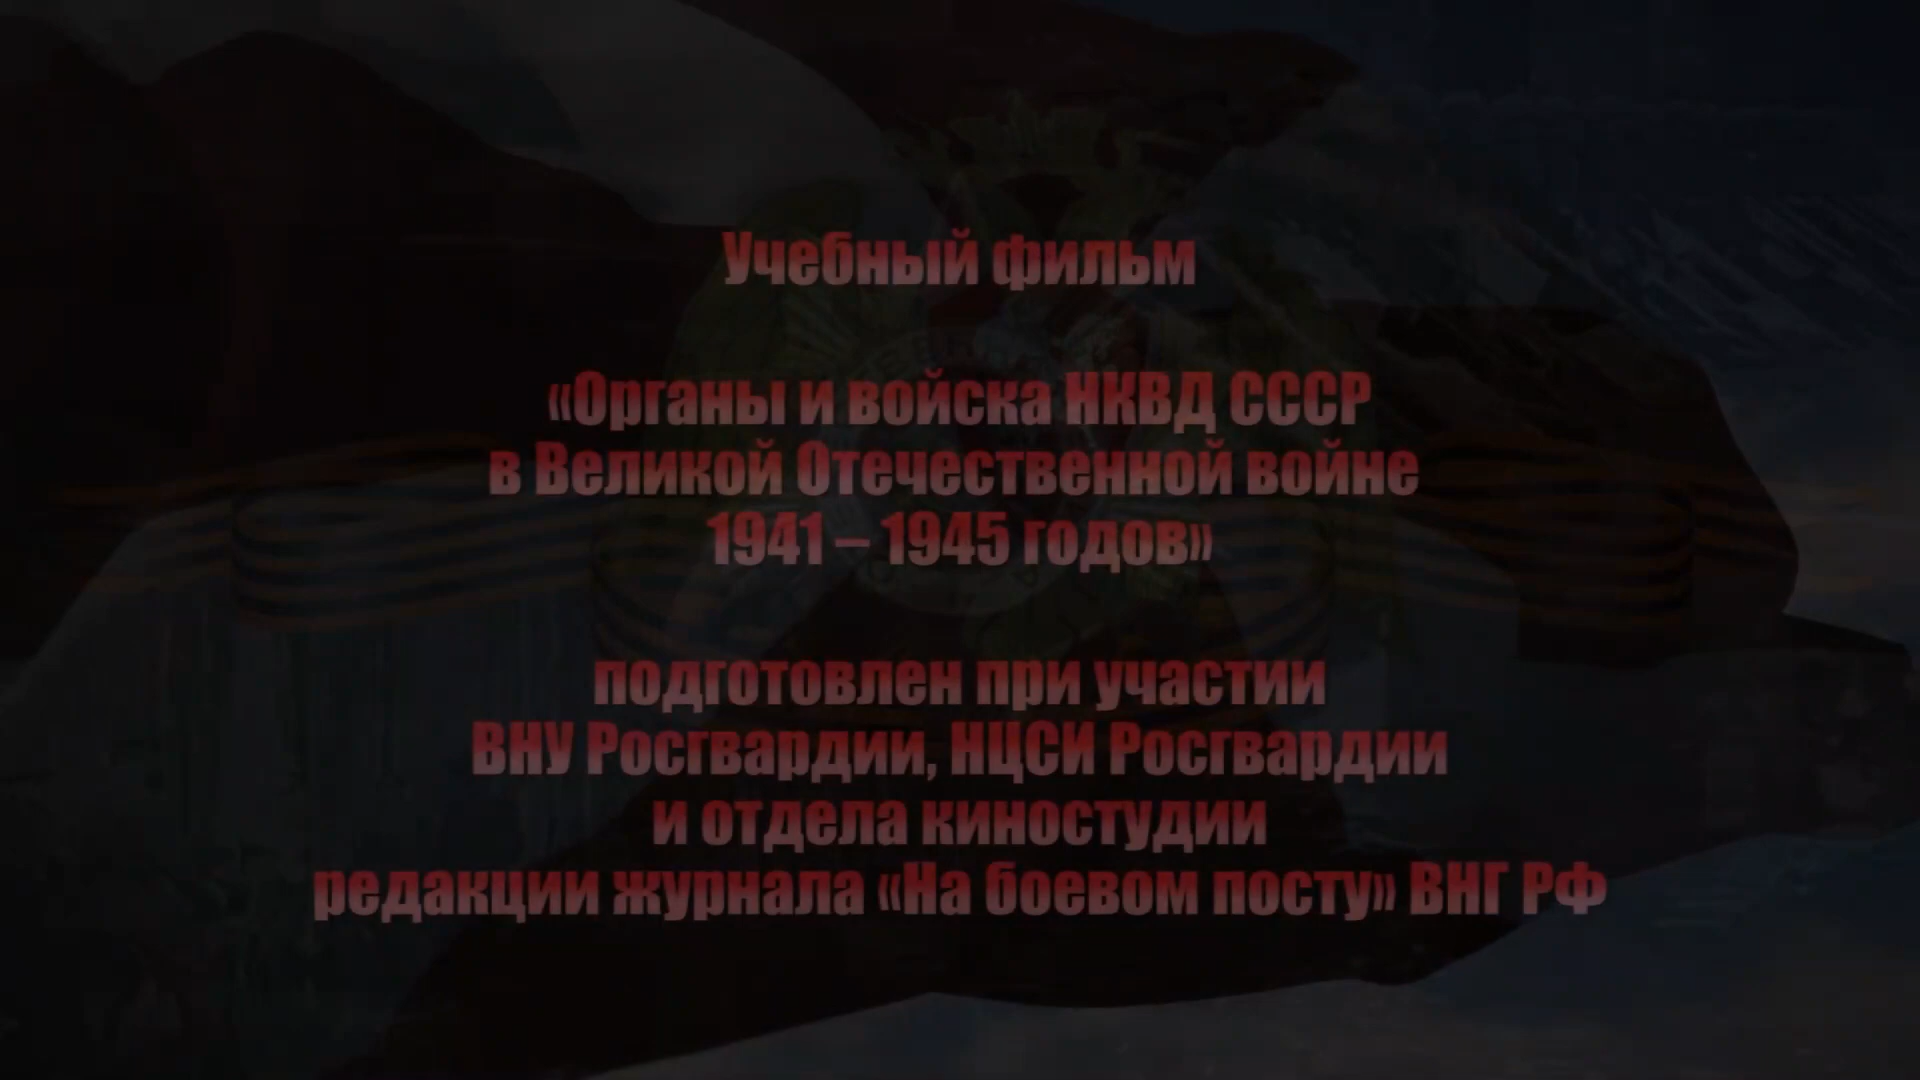 Учебный фильм
«Органы и войска НКВД СССР
в Великой Отечественной войне
1941 – 1945 годов»
подготовлен при участии
ВНУ Росгвардии, НЦСИ Росгвардии
и отдела киностудии
редакции журнала «На боевом посту» ВНГ РФ